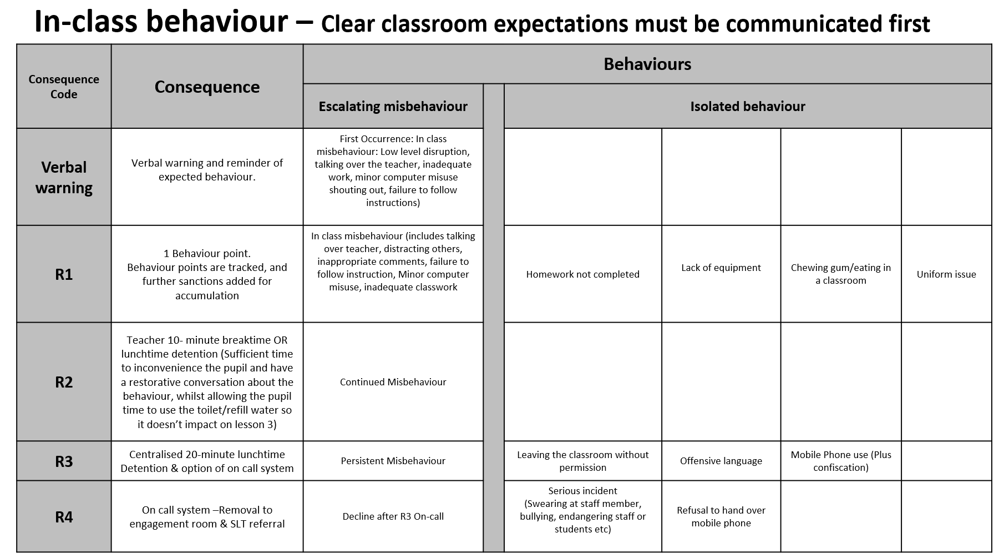 In-class behaviour – Clear classroom expectations must be communicated first
Consequence
Code
Consequence
Behaviours
Escalating misbehaviour
Isolated behaviour
Verbal
warning
Verbal warning and reminder of
expected behaviour.
First Occurrence: In class
misbehaviour: Low level disruption,
talking over the teacher, inadequate
work, minor computer misuse
shouting out, failure to follow
instructions)
R1
1 Behaviour point.
Behaviour points are tracked, and
further sanctions added for
accumulation
In class misbehaviour (includes talking
over teacher, distracting others,
inappropriate comments, failure to
follow instruction, Minor computer
misuse, inadequate classwork
Homework not completed
Lack of equipment
Chewing gum/eating in
a classroom
Uniform issue
R2
Teacher 10- minute breaktime OR
lunchtime detention (Sufficient time
to inconvenience the pupil and have
a restorative conversation about the
behaviour, whilst allowing the pupil
time to use the toilet/refill water so
it doesn’t impact on lesson 3)
Continued Misbehaviour
R3
Centralised 20-minute lunchtime
Detention & option of on call system
Persistent Misbehaviour
Leaving the classroom without
permission
Offensive language
Mobile Phone use (Plus
confiscation)
R4
On call system –Removal to
engagement room & SLT referral
Decline after R3 On-call
Serious incident
(Swearing at staff member,
bullying, endangering staff or
students etc)
Refusal to hand over
mobile phone